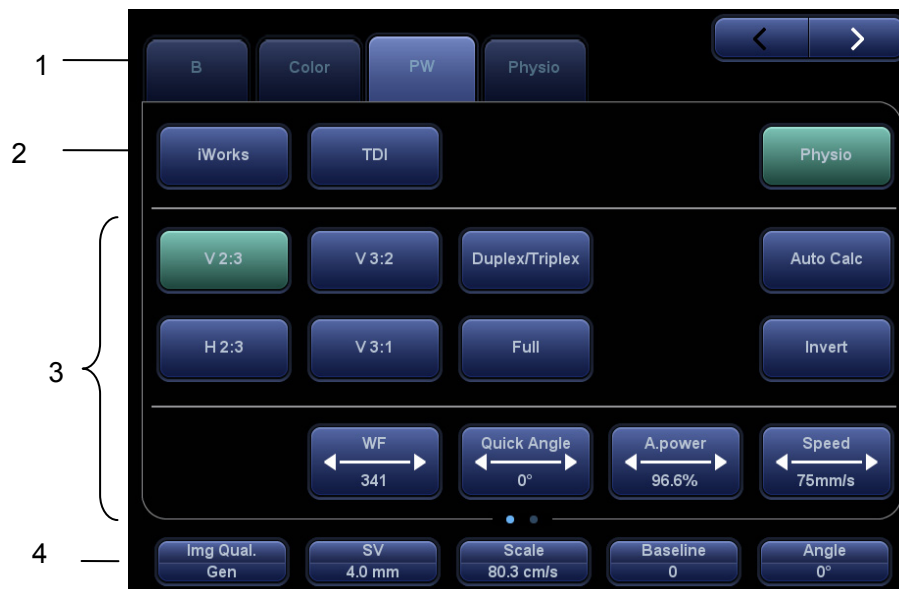 1
B Color PW Physio
2
iWorks TDI Physio
3
V 2:3 V 3:2 Duplex/Triplex Auto Calc
H 2:3 V 3:1 Full Invert
WF Quick Angle A.power Speed
341 0° 96.6% 75mm/s
4
Img Qual. SV Scale Baseline Angle
Gen 4.0 mm 80.3 cm/s 0 0°